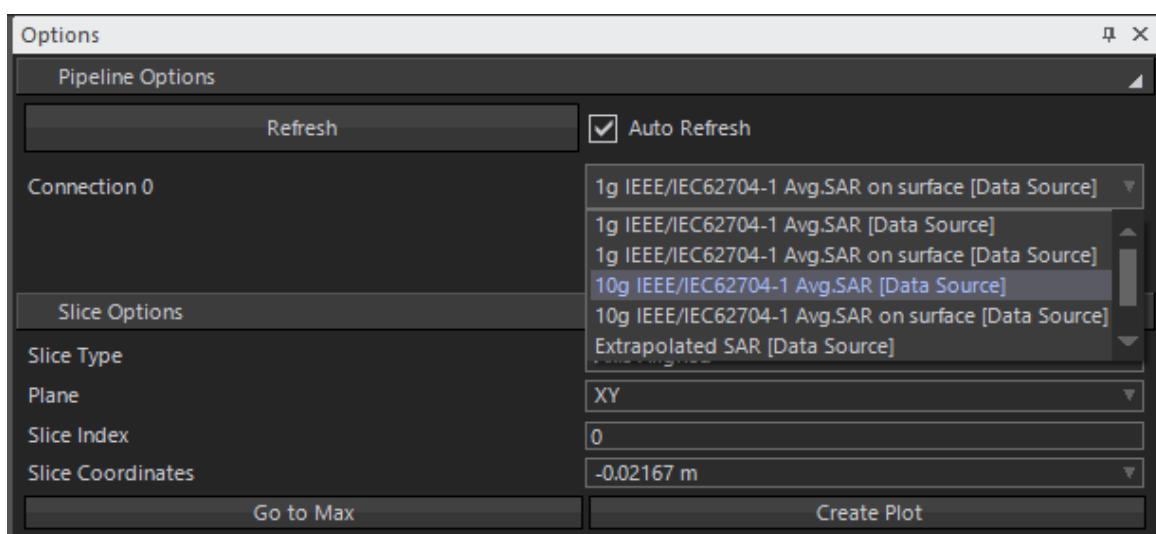 Options
Pipeline Options
Refresh
Auto Refresh
Connection 0
1g IEEE/IEC62704-1 Avg.SAR on surface [Data Source]
1g IEEE/IEC62704-1 Avg.SAR [Data Source]
1g IEEE/IEC62704-1 Avg.SAR on surface [Data Source]
10g IEEE/IEC62704-1 Avg.SAR [Data Source]
10g IEEE/IEC62704-1 Avg.SAR on surface [Data Source]
Extrapolated SAR [Data Source]
Slice Options
Slice Type
Plane
XY
Slice Index
0
Slice Coordinates
-0.02167 m
Go to Max
Create Plot